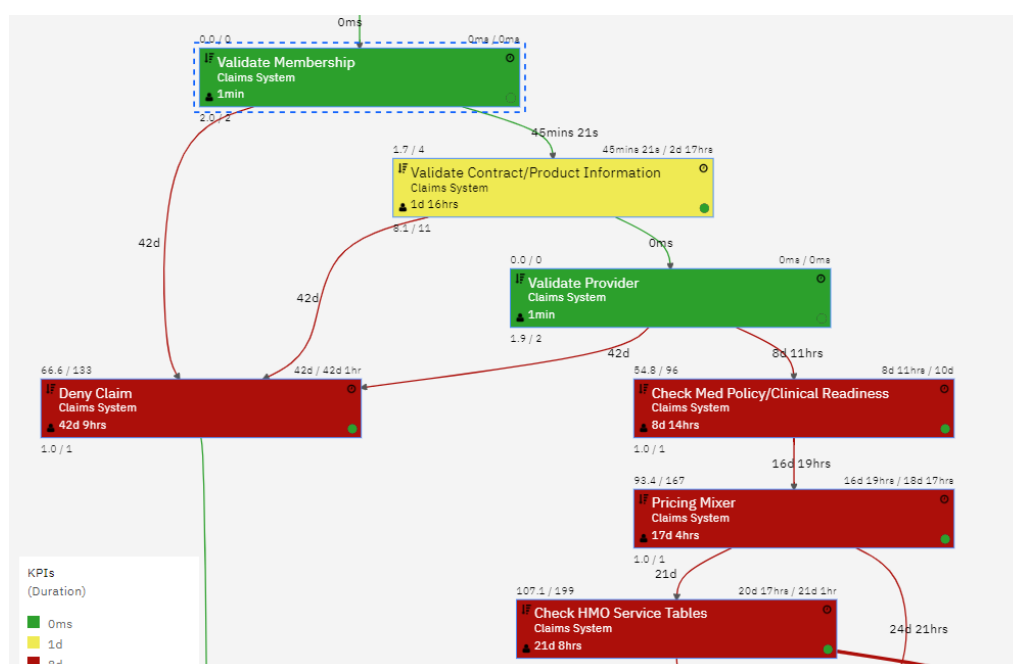 0ms
0.0 / 0
0ms / 0ms
Validate Membership
Claims System
1min
2.0 / 2
45mins 21s
1.7 / 4
45mins 21s / 2d 17hrs
Validate Contract/Product Information
Claims System
1d 16hrs
8.1 / 11
42d
0ms
0.0 / 0
0ms / 0ms
Validate Provider
Claims System
1min
42d
1.9 / 2
42d
8d 11hrs
66.6 / 133
42d / 42d 1hr
Deny Claim
Claims System
42d 9hrs
1.0 / 1
54.8 / 96
8d 11hrs / 10d
Check Med Policy/Clinical Readiness
Claims System
8d 14hrs
1.0 / 1
16d 19hrs
93.4 / 167
16d 19hrs / 18d 17hrs
Pricing Mixer
Claims System
17d 4hrs
1.0 / 1
21d
107.1 / 199
20d 17hrs / 21d 1hr
Check HMO Service Tables
Claims System
21d 8hrs
24d 21hrs
KPIs
(Duration)
0ms
1d